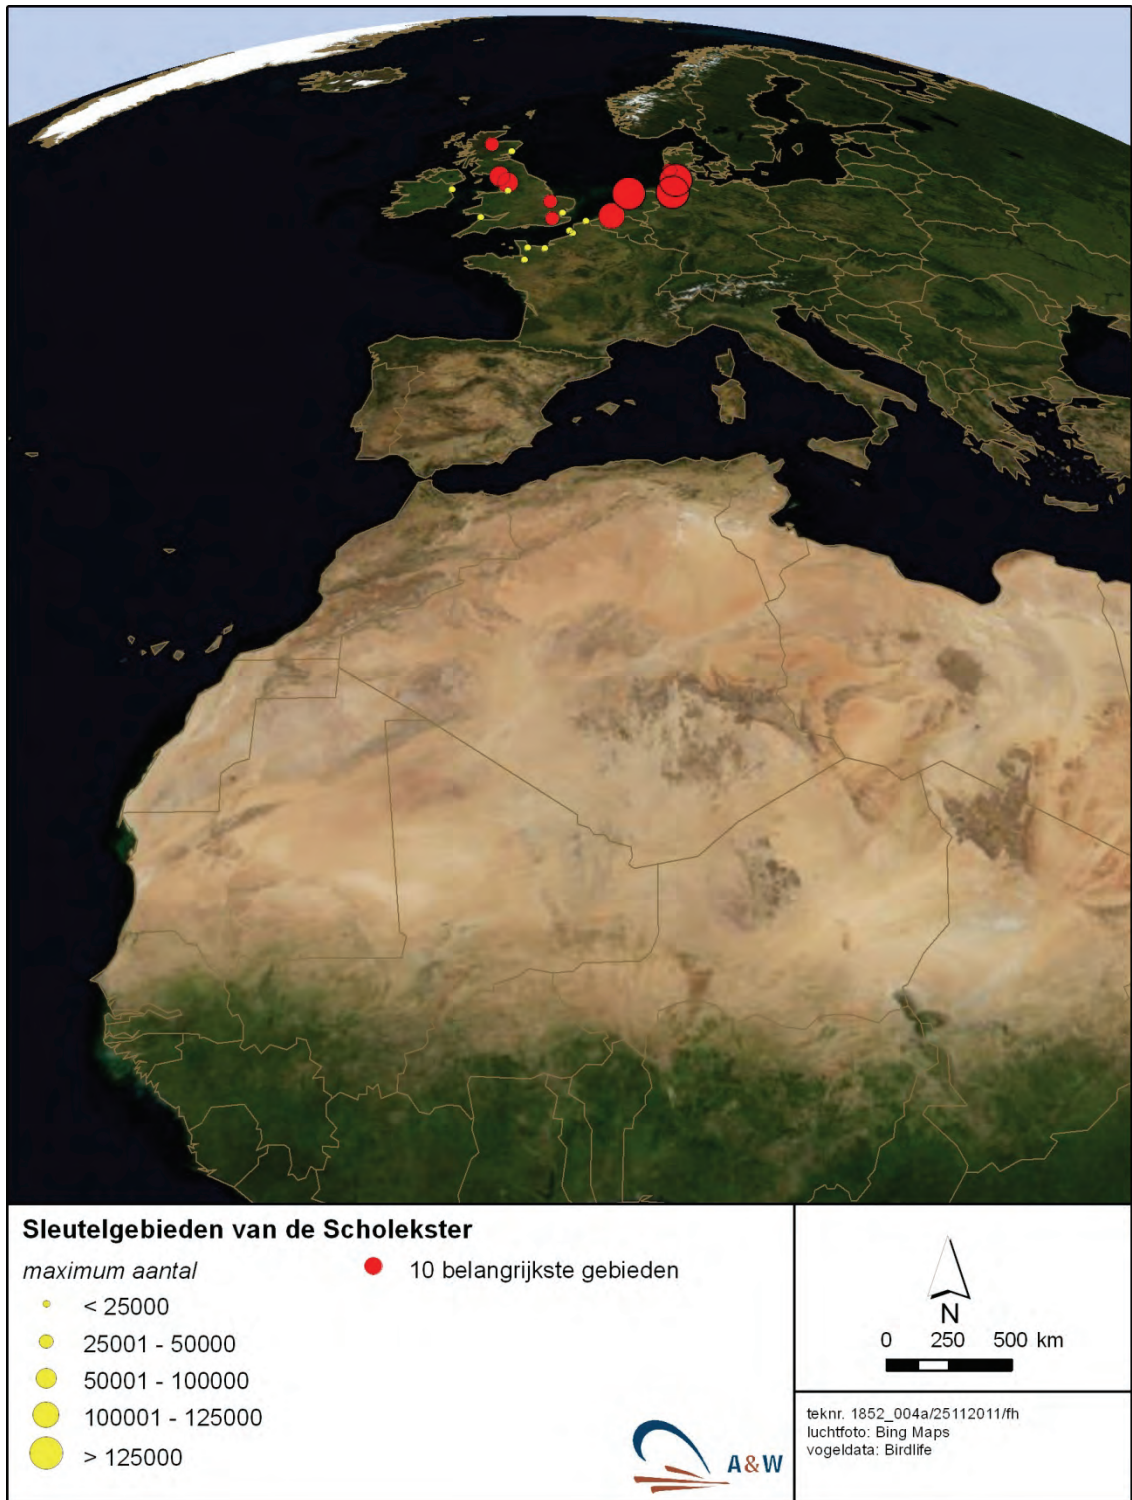 Sleutelgebieden van de Scholekster
maximum aantal
< 25000
25001 - 50000
50001 - 100000
100001 - 125000
> 125000
10 belangrijkste gebieden
A&W
N
0 250 500 km
teknr. 1852_004a/25112011/fh
luchtfoto: Bing Maps
vogeldata: Birdlife